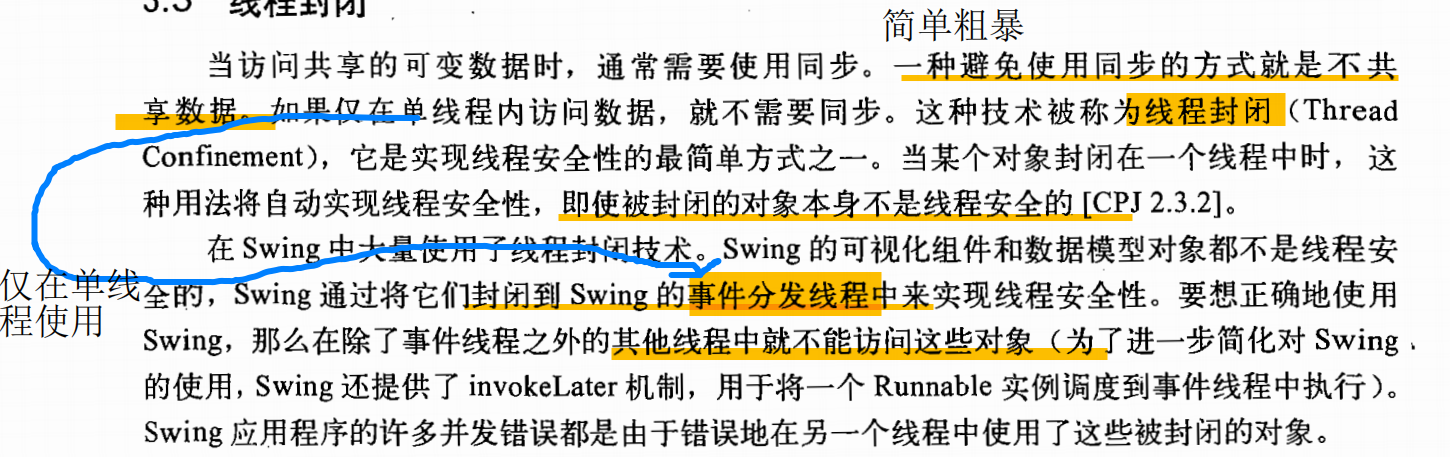 3.3 线程封闭
简单粗暴
当访问共享的可变数据时，通常需要使用同步。一种避免使用同步的方式就是不共
享数据。如果仅在单线程内访问数据，就不需要同步。这种技术被称为线程封闭（Thread
Confinement），它是实现线程安全性的最简单方式之一。当某个对象封闭在一个线程中时，这
种用法将自动实现线程安全性，即使被封闭的对象本身不是线程安全的 [CPJ 2.3.2]。
在 Swing 中大量使用了线程封闭技术。Swing 的可视化组件和数据模型对象都不是线程安
仅在单线
程使用
全的，Swing 通过将它们封闭到 Swing 的事件分发线程中来实现线程安全性。要想正确地使用
Swing，那么在除了事件线程之外的其他线程中就不能访问这些对象（为了进一步简化对 Swing
的使用，Swing 还提供了 invokeLater 机制，用于将一个 Runnable 实例调度到事件线程中执行）。
Swing 应用程序的许多并发错误都是由于错误地在另一个线程中使用了这些被封闭的对象。